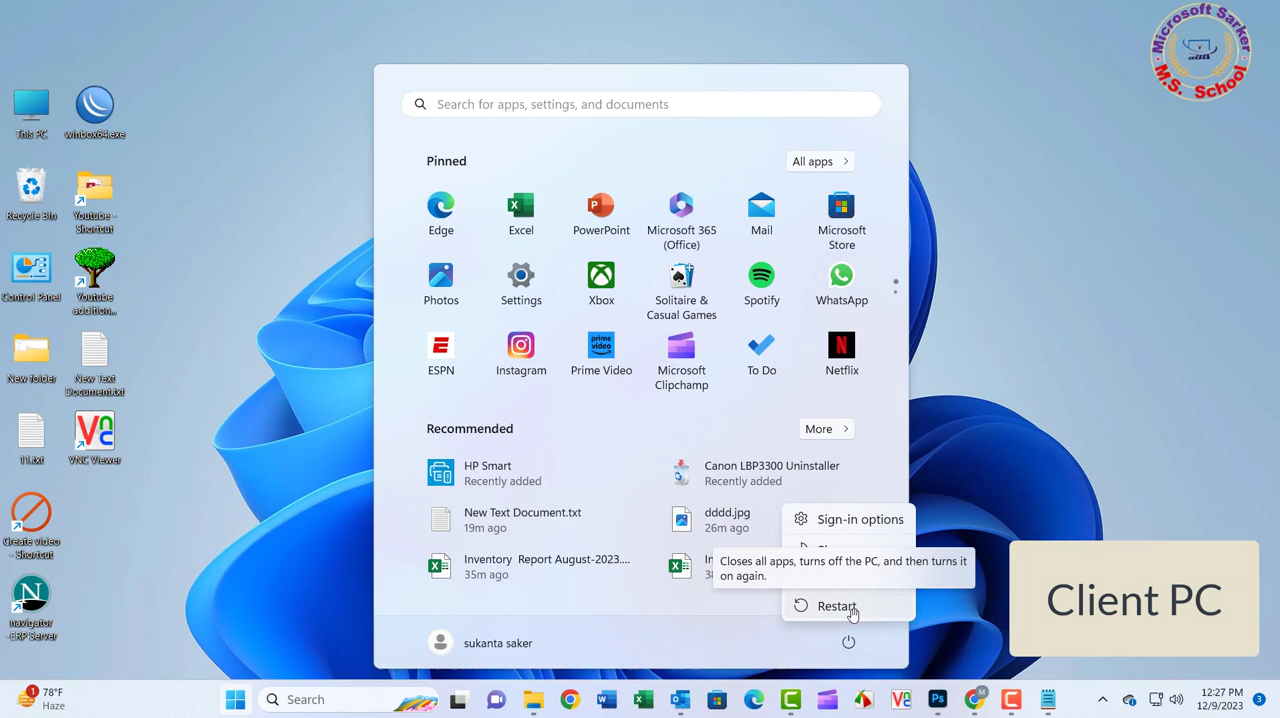 Microsoft Sarker
M.S. School
This PC
winbox64.exe
Recycle Bin
Youtube -
Shortcut
Control Panel
Youtube
addition...
New folder
New Text
Document.txt
11.txt
VNC Viewer
Create video
- Shortcut
navigator
-ERP Server
Search for apps, settings, and documents
Pinned
All apps
Edge
Excel
PowerPoint
Microsoft 365
(Office)
Mail
Microsoft
Store
Photos
Settings
Xbox
Solitaire &
Casual Games
Spotify
WhatsApp
ESPN
Instagram
prime
video
Prime Video
Microsoft
Clipchamp
To Do
Netflix
Recommended
More
HP Smart
Recently added
Canon LBP3300 Uninstaller
Recently added
New Text Document.txt
19m ago
dddd.jpg
26m ago
Inventory Report August-2023....
35m ago
Sign-in options
Closes all apps, turns off the PC, and then turns it
on again.
Restart
sukanta saker
Client PC
1
78°F
Haze
Search
12:27 PM
12/9/2023
3